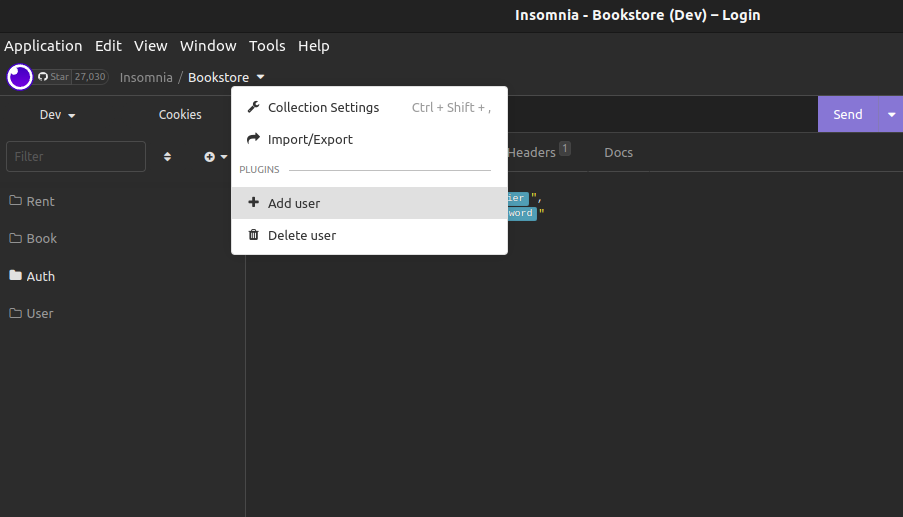 Insomnia - Bookstore (Dev) – Login
Application Edit View Window Tools Help
Star 27,030 Insomnia / Bookstore
Dev Cookies Send
Collection Settings Ctrl + Shift + ,
Import/Export
Filter Headers 1 Docs
PLUGINS
Rent
Add user
",
Book
word "
Delete user
Auth
User